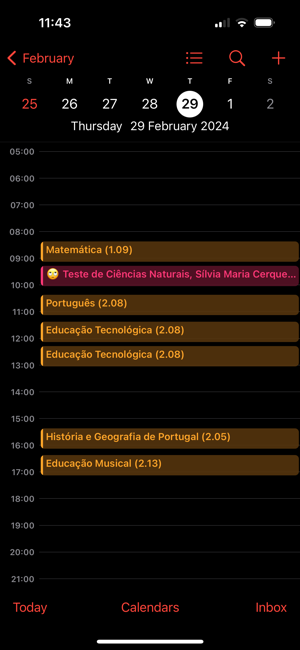 11:43
February
S M T W T F S
25 26 27 28 29 1 2
Thursday 29 February 2024
05:00
06:00
07:00
08:00
Matemática (1.09)
09:00
🙄 Teste de Ciências Naturais, Sílvia Maria Cerque...
10:00
Português (2.08)
11:00
Educação Tecnológica (2.08)
12:00
Educação Tecnológica (2.08)
13:00
14:00
15:00
História e Geografia de Portugal (2.05)
16:00
Educação Musical (2.13)
17:00
18:00
19:00
20:00
21:00
Today Calendars Inbox